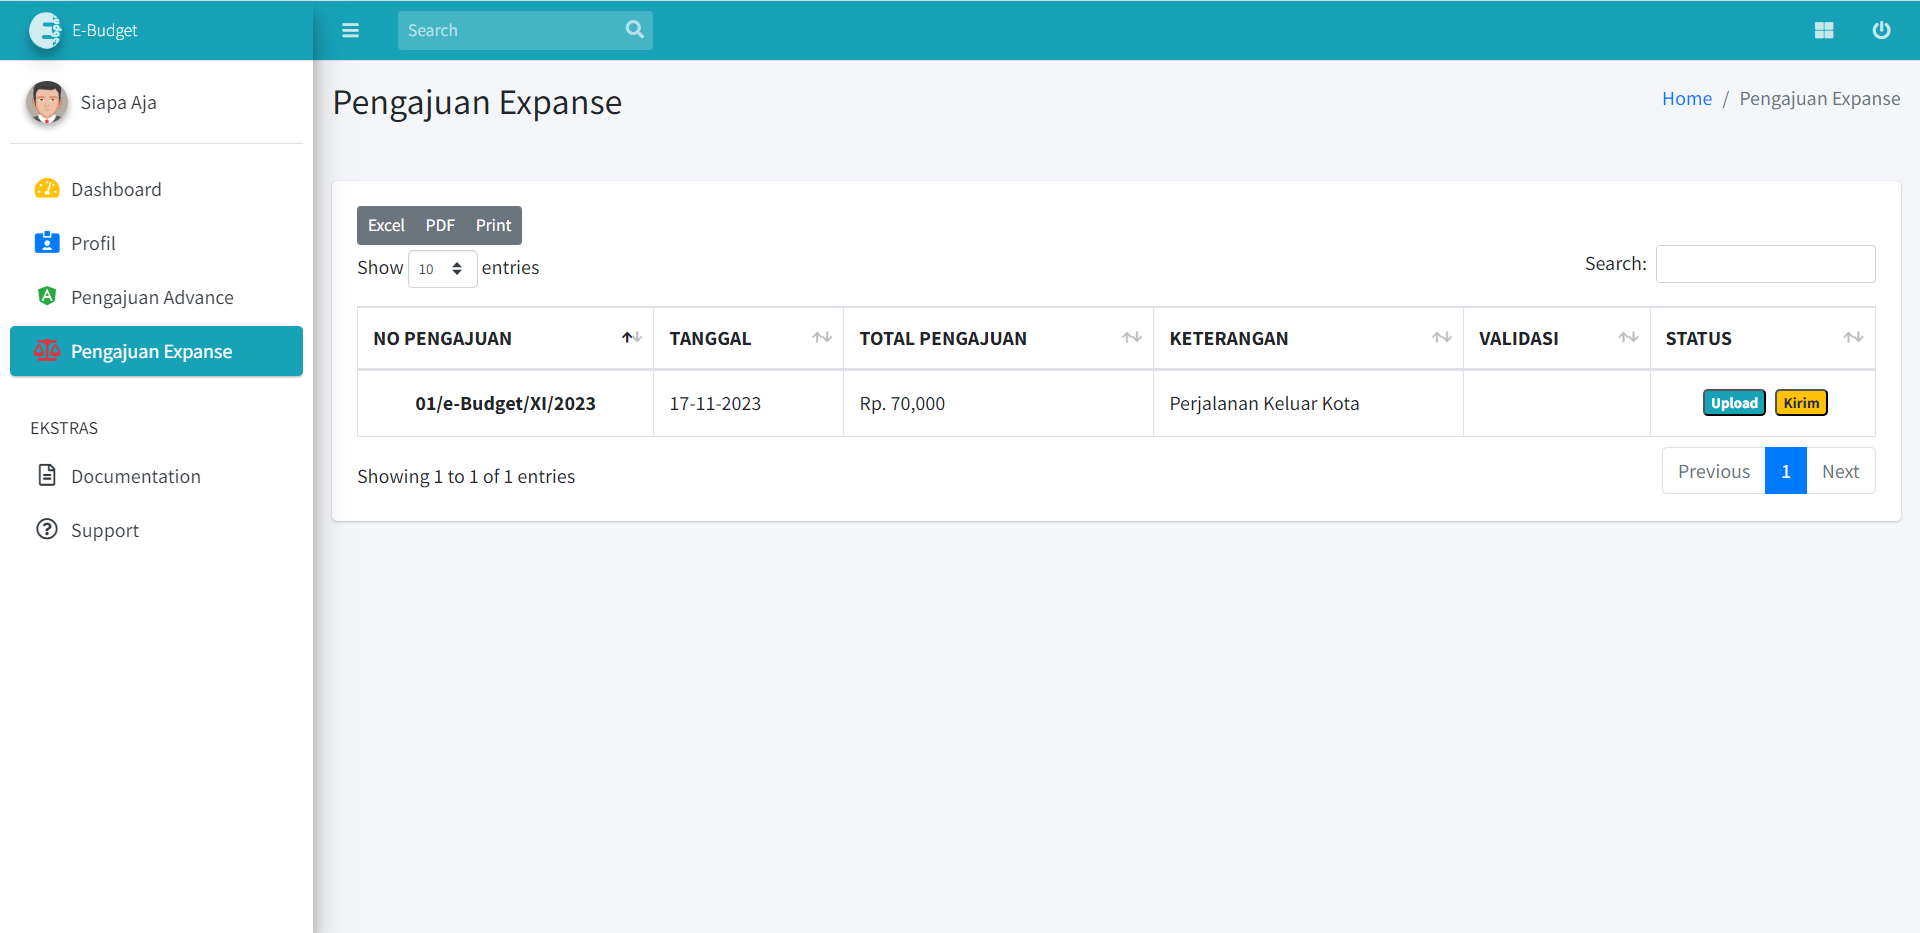 E-Budget
Search
Siapa Aja
Pengajuan Expanse
Home / Pengajuan Expanse
Dashboard
Profil
Pengajuan Advance
Pengajuan Expanse
EKSTRAS
Documentation
Support
Excel PDF Print
Show 10 entries
Search:
NO PENGAJUAN TANGGAL TOTAL PENGAJUAN KETERANGAN VALIDASI STATUS
01/e-Budget/XI/2023 17-11-2023 Rp. 70,000 Perjalanan Keluar Kota Upload Kirim
Showing 1 to 1 of 1 entries
Previous 1 Next